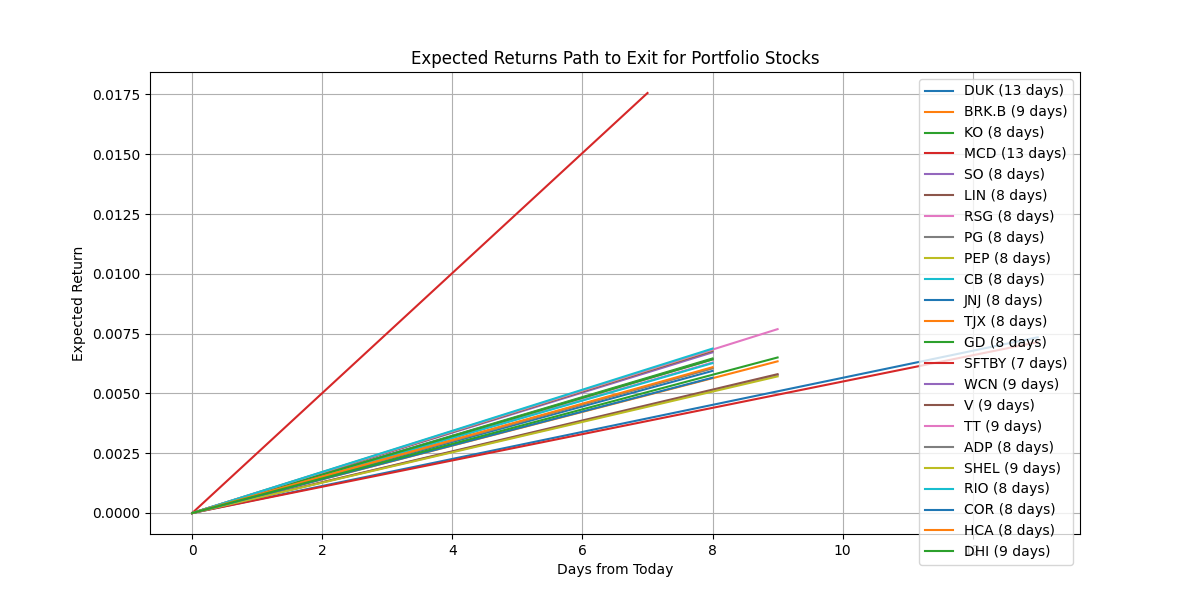 Expected Returns Path to Exit for Portfolio Stocks
Expected Return
0.0175
0.0150
0.0125
0.0100
0.0075
0.0050
0.0025
0.0000
DUK (13 days)
BRK.B (9 days)
KO (8 days)
MCD (13 days)
SO (8 days)
LIN (8 days)
RSG (8 days)
PG (8 days)
PEP (8 days)
CB (8 days)
JNJ (8 days)
TJX (8 days)
GD (8 days)
SFTBY (7 days)
WCN (9 days)
V (9 days)
TT (9 days)
ADP (8 days)
SHEL (9 days)
RIO (8 days)
COR (8 days)
HCA (8 days)
DHI (9 days)
0 2 4 6 8 10
Days from Today